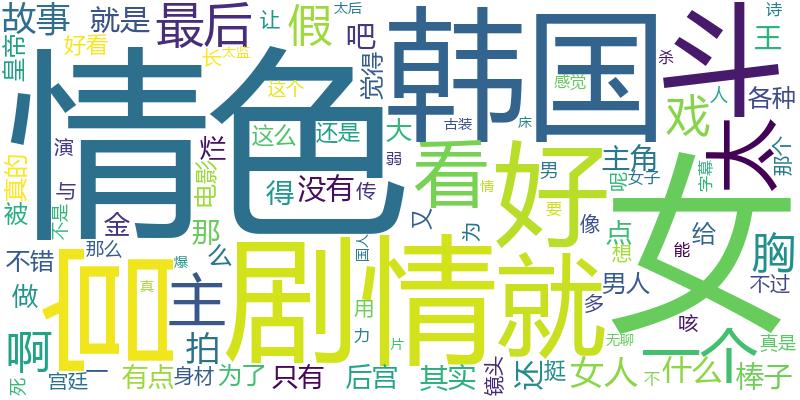 故事
就是
最后
让
假
太后
吧
韩国
斗
诗
王
皇帝
好看
长
太监
这个
觉得
杀
感觉
人
各种
情色
这么
还是
大
古装
床
戏
太
那个
演
烂
真的
与
电影
得
没有
传
弱
看
好
男
主角
呢
女子
字幕
女
被
不是
金
那
又
为
像
点
给
胸
不错
那么
么
国人
情
要
想
能
不过
做
爆
但
真
主
剧情
就
用
男人
多
咳
一个
啊
拍
力
片
无聊
真是
死
宫廷
一
有点
身材
为了
只有
后宫
其实
镜头
还
挺
女人
不
什么
棒子